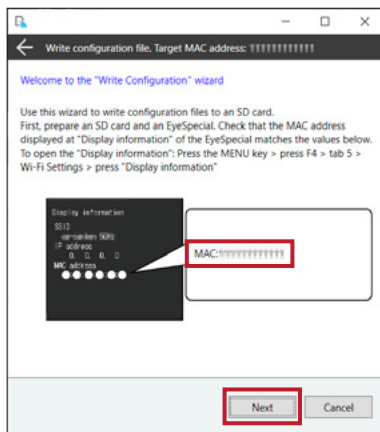 Write configuration file. Target MAC address:
Welcome to the "Write Configuration" wizard
Use this wizard to write configuration files to an SD card.
First, prepare an SD card and an EyeSpecial. Check that the MAC address
displayed at "Display information" of the EyeSpecial matches the values below.
To open the "Display information": Press the MENU key > press F4 > tab 5 >
Wi-Fi Settings > press "Display information"
Display information
SSID
IP address
0. 0. 0. 0
MAC address
MAC:
Next
Cancel